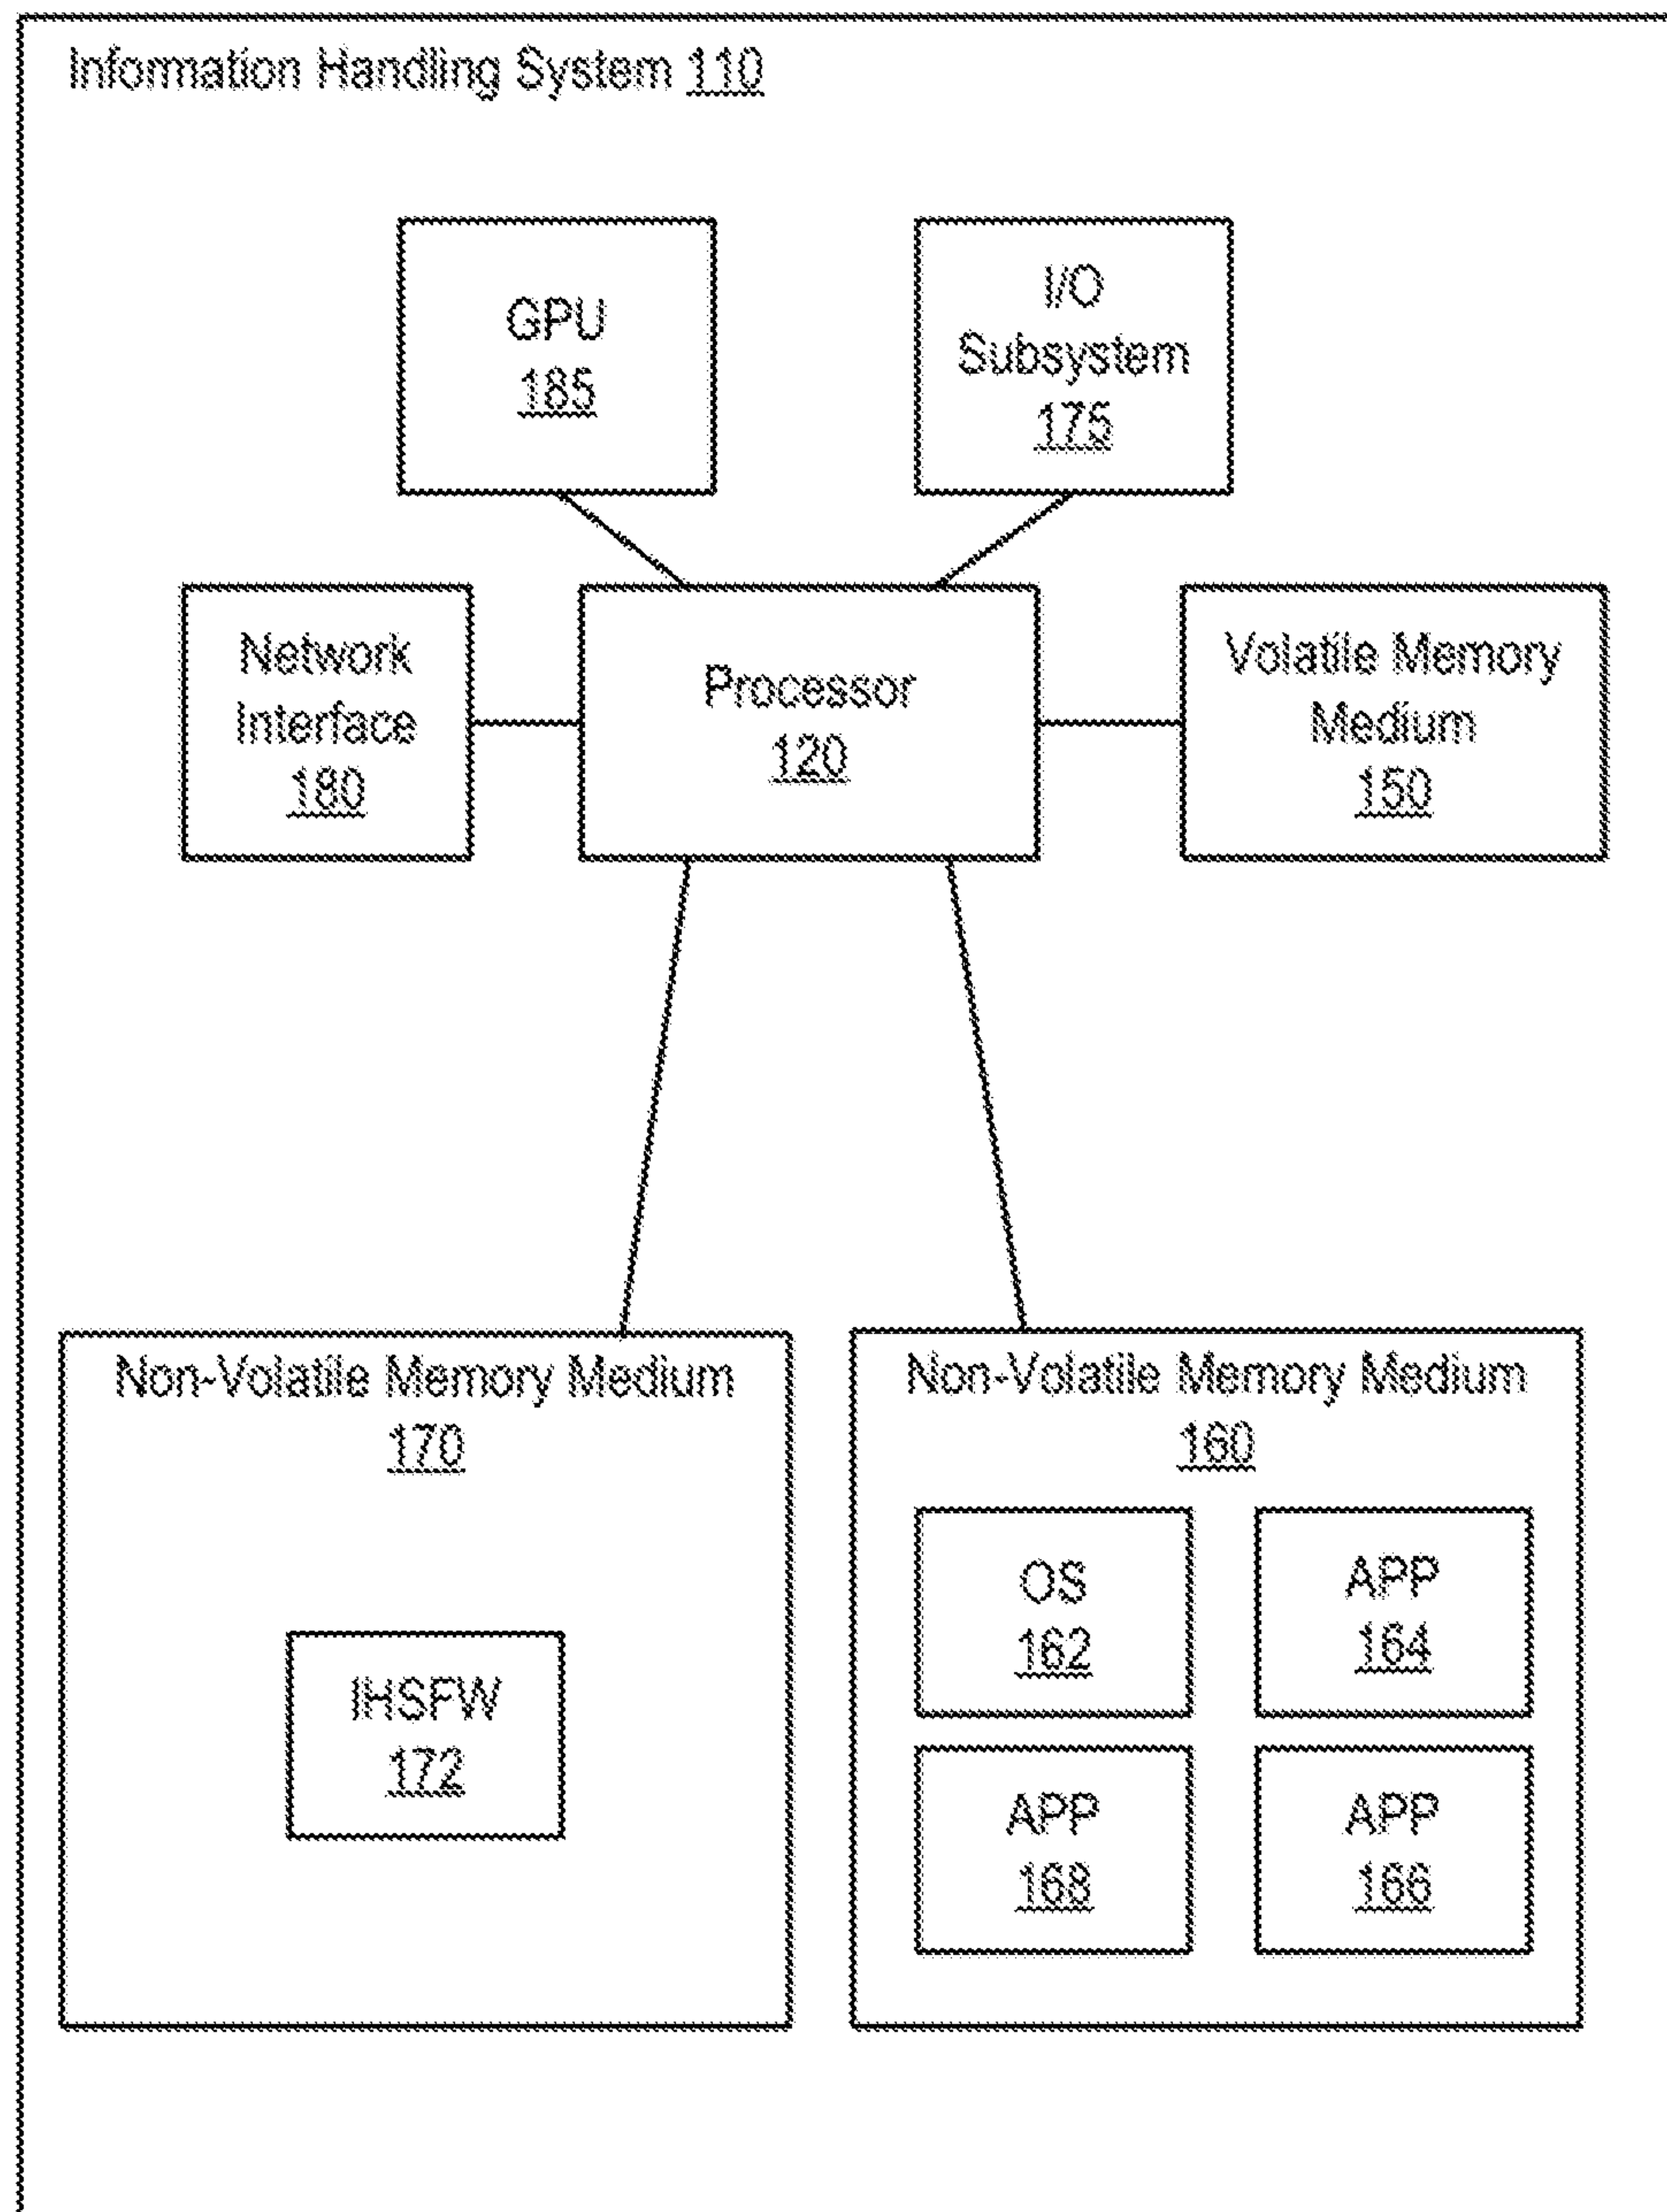 Information Handling System 110
GPU
185
I/O
Subsystem
175
Network
Interface
180
Processor
120
Volatile Memory
Medium
150
Non-Volatile Memory Medium
170
IHSFW
172
Non-Volatile Memory Medium
160
OS
162
APP
164
APP
168
APP
166